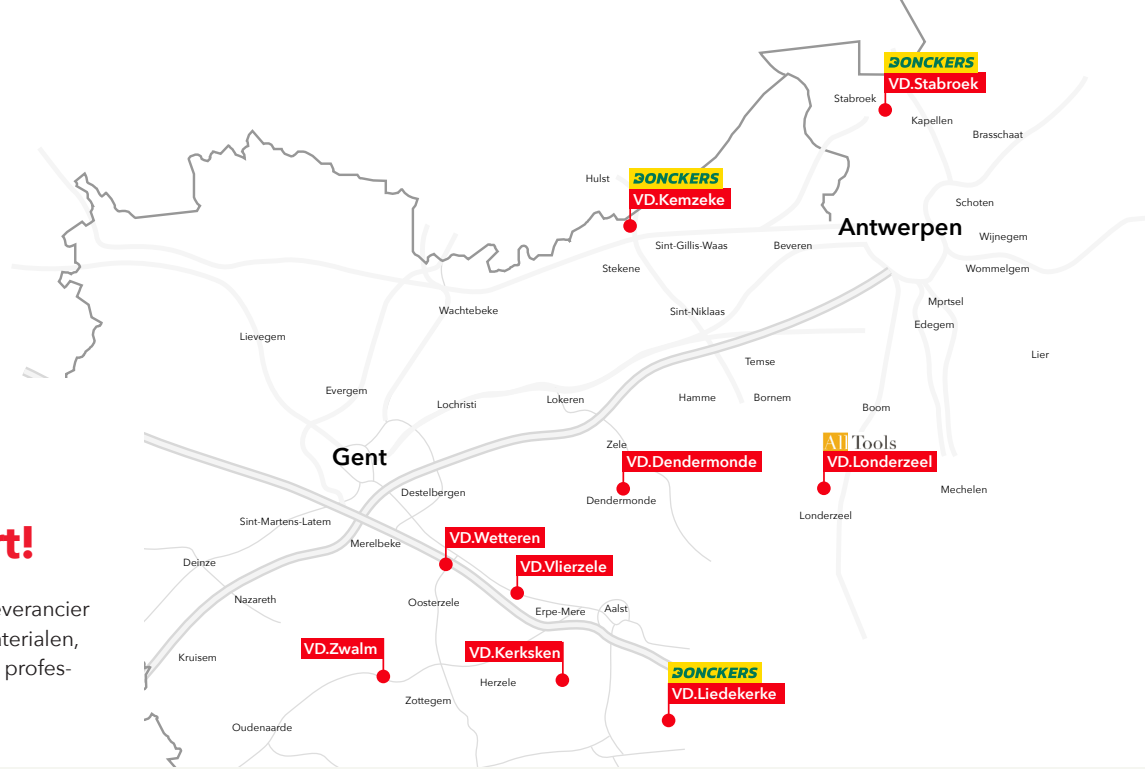 DONCKERS
VD.Stabroek
Stabroek
Kapellen
Brasschaat
DONCKERS
Hulst
VD.Kemzeke
Schoten
Antwerpen
Wijnegem
Sint-Gillis-Waas
Beveren
Stekene
Wommelgem
Mprtsel
Wachtebeke
Sint-Niklaas
Edegem
Lievegem
Lier
Temse
Evergem
Lochristi
Lokeren
Hamme
Bornem
Boom
Zele
All Tools
Gent
VD.Dendermonde
VD.Londerzeel
Destelbergen
Dendermonde
Mechelen
Londerzeel
Sint-Martens-Latem
rt!
Merelbeke
VD.Wetteren
Deinze
VD.Vlierzele
Nazareth
Oosterzele
Erpe-Mere
Aalst
everancier
aterialen,
profes-
VD.Zwalm
VD.Kerksken
Kruisem
DONCKERS
Herzele
VD.Liedekerke
Zottegem
Oudenaarde